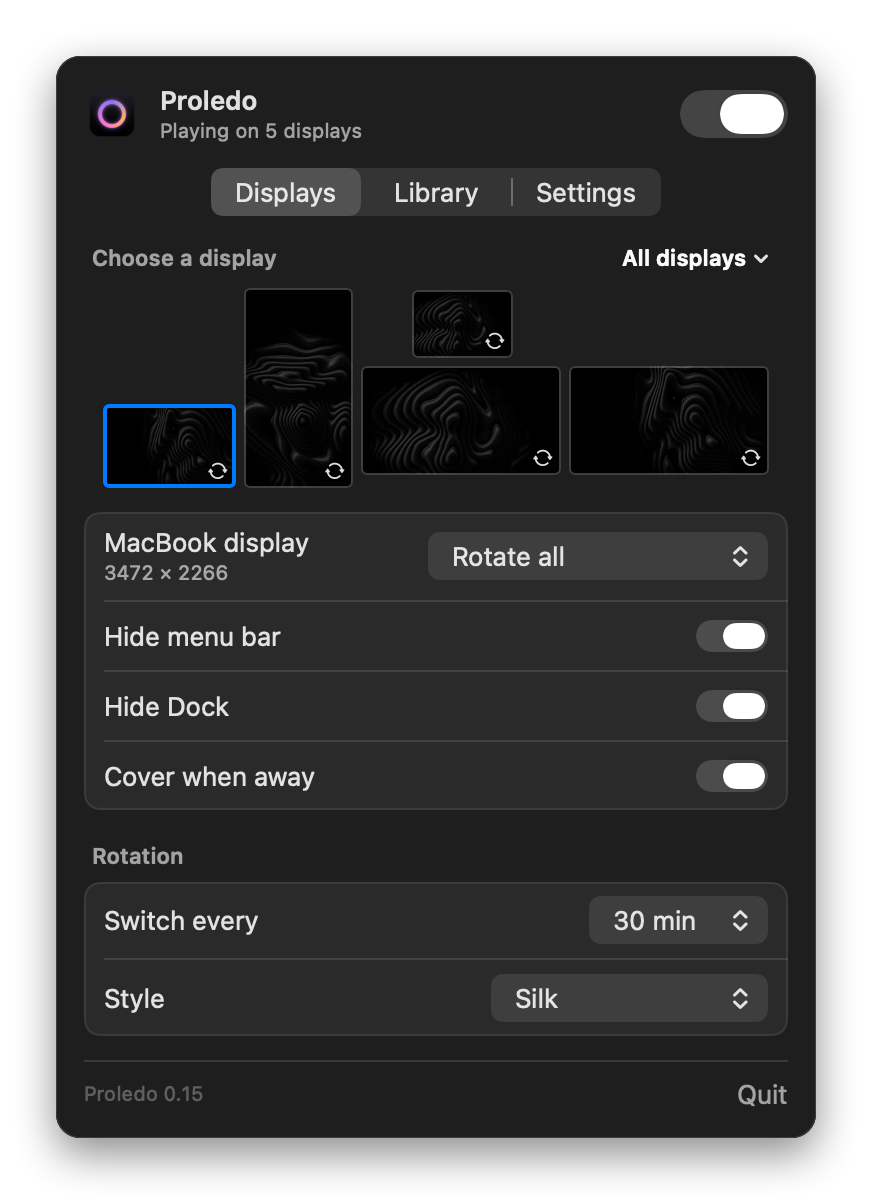 Proledo
Playing on 5 displays
Displays
Library
Settings
Choose a display
All displays
MacBook display
3472 × 2266
Rotate all
Hide menu bar
Hide Dock
Cover when away
Rotation
Switch every
30 min
Style
Silk
Proledo 0.15
Quit